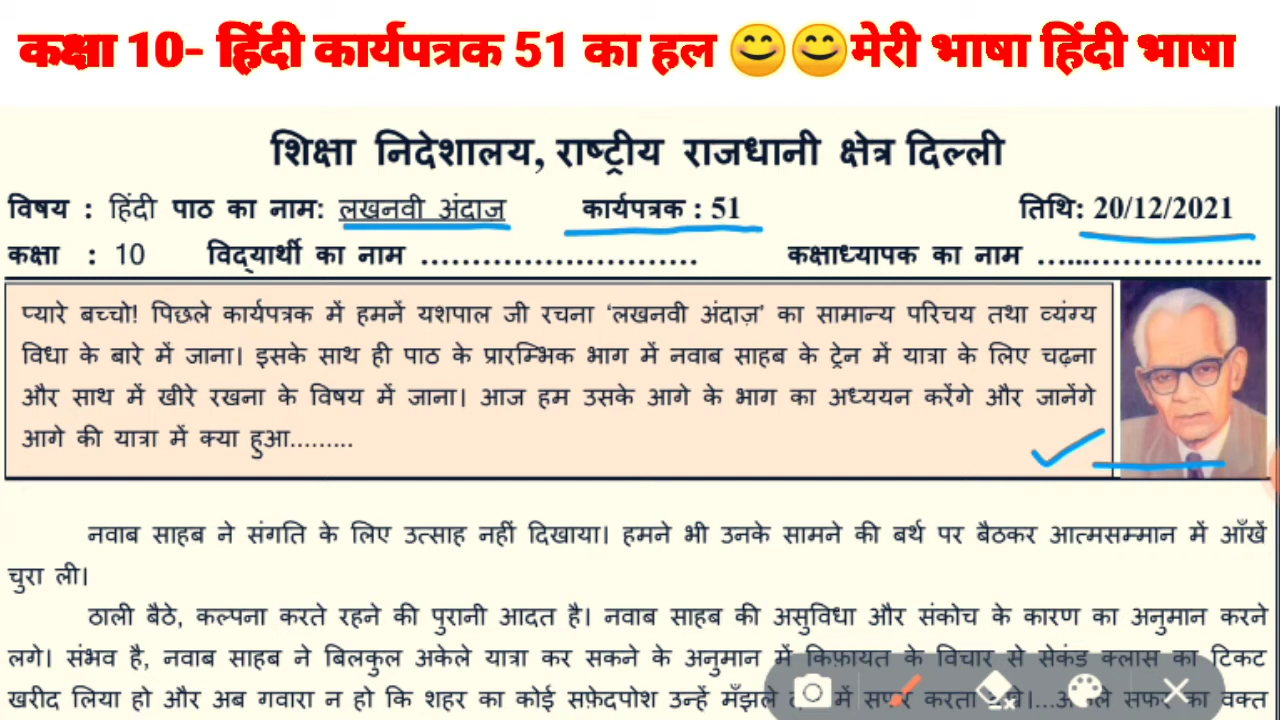 कक्षा 10- हिंदी कार्यपत्रक 51 का हल 😊😊मेरी भाषा हिंदी भाषा
शिक्षा निदेशालय, राष्ट्रीय राजधानी क्षेत्र दिल्ली
विषय : हिंदी पाठ का नाम: लखनवी अंदाज कार्यपत्रक : 51 तिथि: 20/12/2021
कक्षा : 10 विद्यार्थी का नाम ........................... कक्षाध्यापक का नाम ......................
प्यारे बच्चो! पिछले कार्यपत्रक में हमनें यशपाल जी रचना ‘लखनवी अंदाज़’ का सामान्य परिचय तथा व्यंग्य
विधा के बारे में जाना। इसके साथ ही पाठ के प्रारम्भिक भाग में नवाब साहब के ट्रेन में यात्रा के लिए चढ़ना
और साथ में खीरे रखना के विषय में जाना। आज हम उसके आगे के भाग का अध्ययन करेंगे और जानेंगे
आगे की यात्रा में क्या हुआ.........
नवाब साहब ने संगति के लिए उत्साह नहीं दिखाया। हमने भी उनके सामने की बर्थ पर बैठकर आत्मसम्मान में आँखें
चुरा ली।
ठाली बैठे, कल्पना करते रहने की पुरानी आदत है। नवाब साहब की असुविधा और संकोच के कारण का अनुमान करने
लगे। संभव है, नवाब साहब ने बिलकुल अकेले यात्रा कर सकने के अनुमान में किफ़ायत के विचार से सेकंड क्लास का टिकट
खरीद लिया हो और अब गवारा न हो कि शहर का कोई सफ़ेदपोश उन्हें मँझले में सफर करता सफर का वक्त